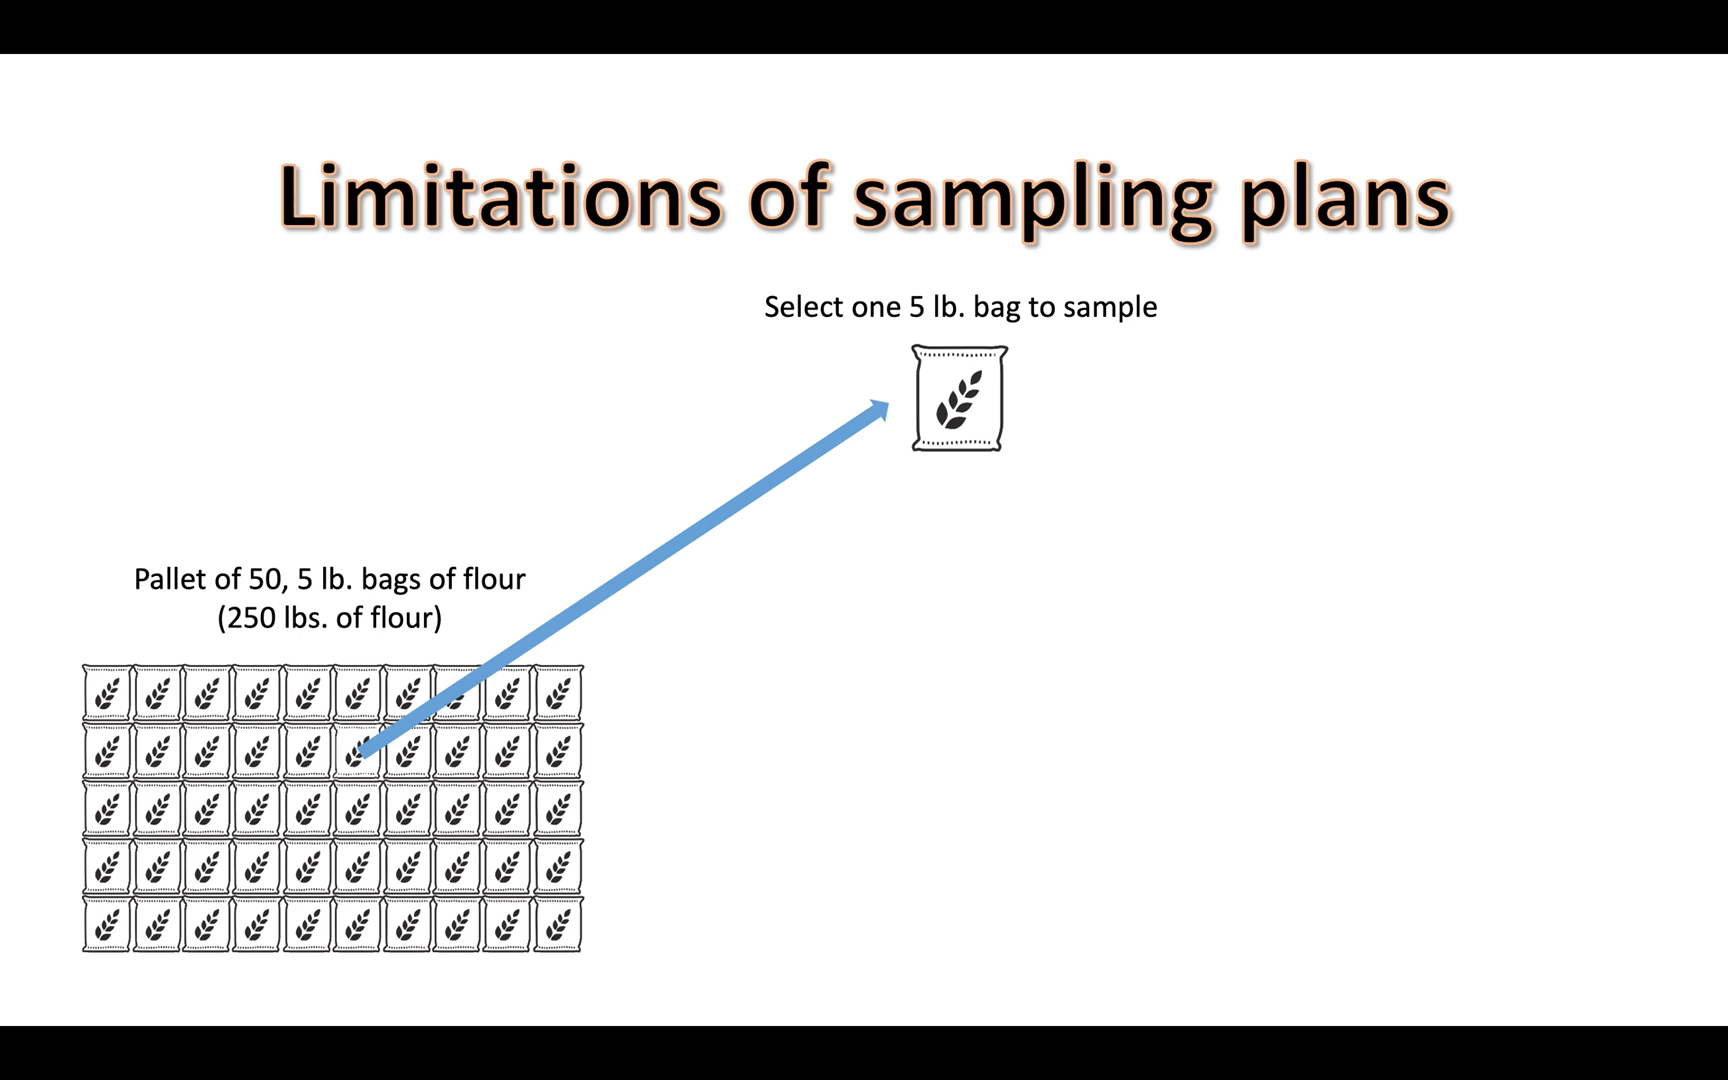 Limitations of sampling plans
Select one 5 lb. bag to sample
Pallet of 50, 5 lb. bags of flour
(250 lbs. of flour)